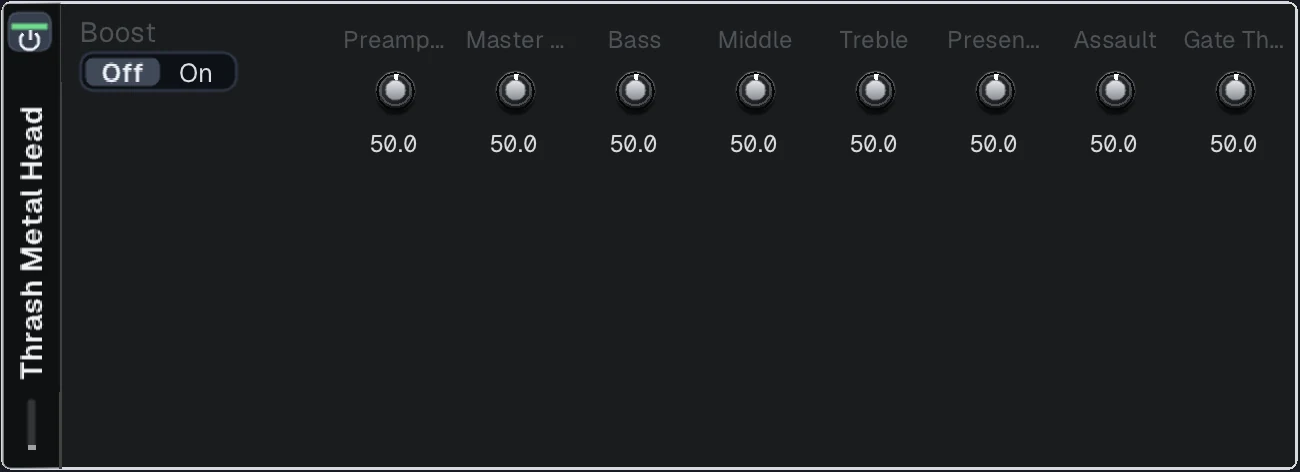 Thrash Metal Head
Boost
Off On
Preamp... Master ... Bass Middle Treble Presen... Assault Gate Th...
50.0 50.0 50.0 50.0 50.0 50.0 50.0 50.0